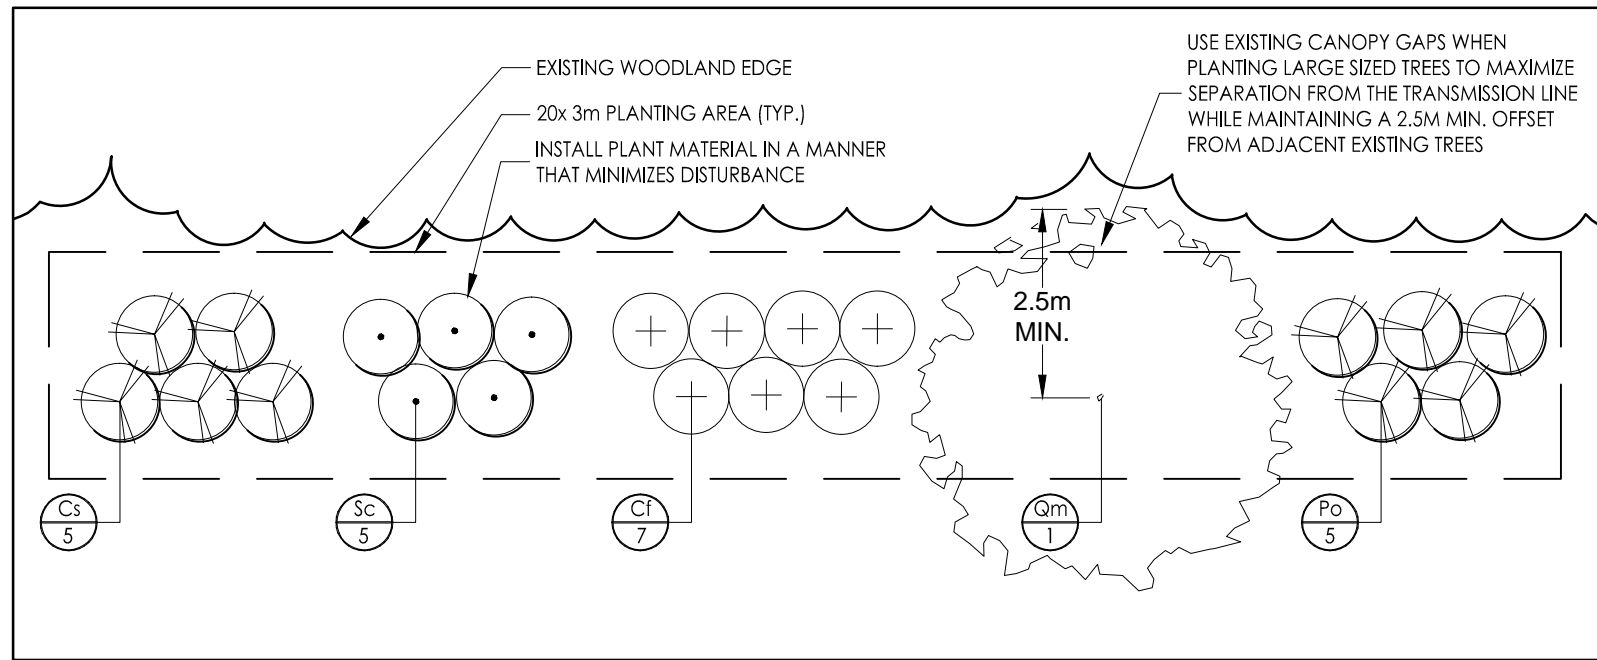 EXISTING WOODLAND EDGE
20x 3m PLANTING AREA (TYP.)
INSTALL PLANT MATERIAL IN A MANNER
THAT MINIMIZES DISTURBANCE
USE EXISTING CANOPY GAPS WHEN
PLANTING LARGE SIZED TREES TO MAXIMIZE
SEPARATION FROM THE TRANSMISSION LINE
WHILE MAINTAINING A 2.5M MIN. OFFSET
FROM ADJACENT EXISTING TREES
2.5m
MIN.
Cs
5
Sc
5
Cf
7
Qm
1
Po
5